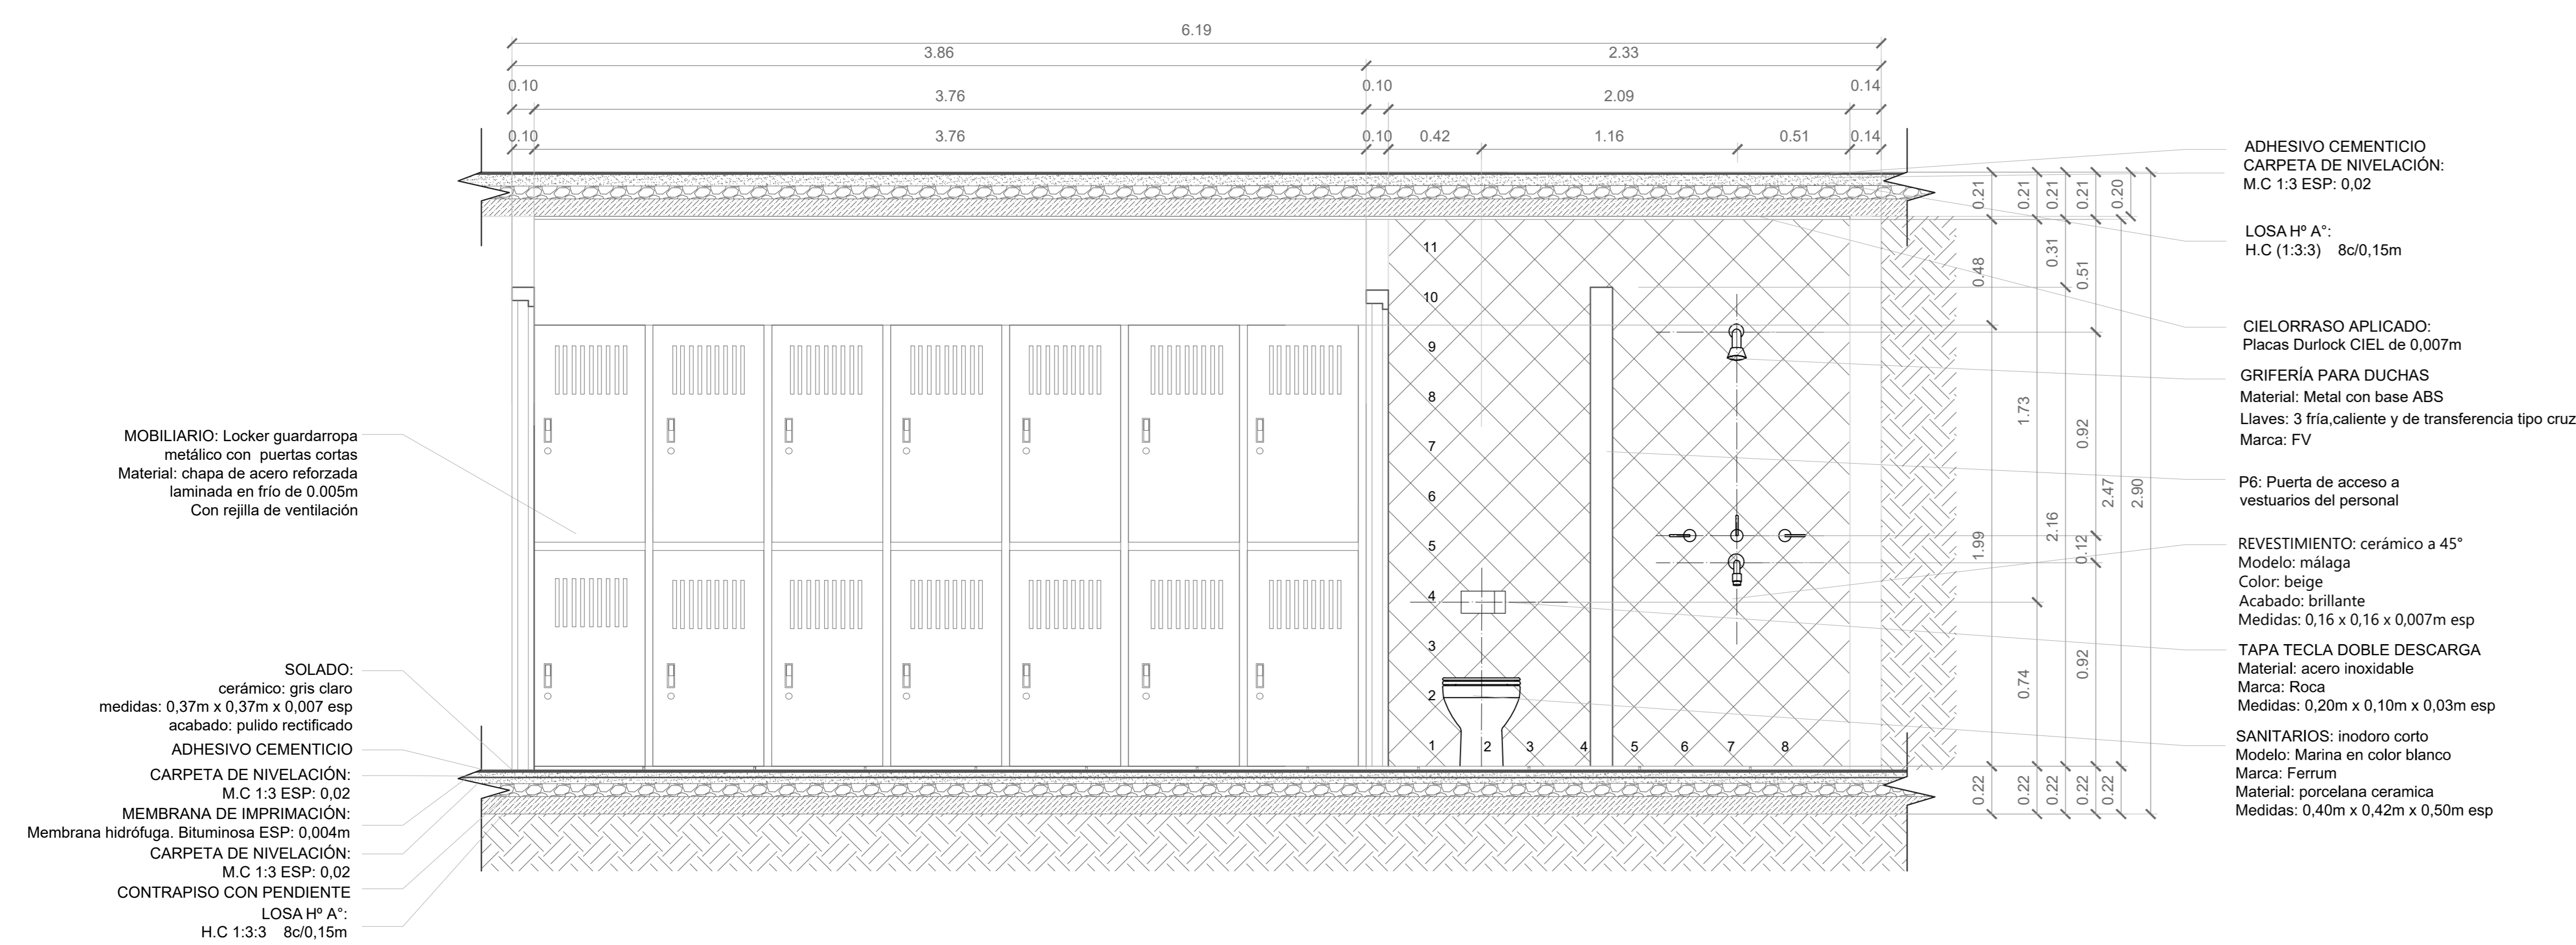 6.19
3.86 2.33
0.10 3.76 0.10 2.09 0.14
0.10 3.76 0.10 0.42 1.16 0.51 0.14
MOBILIARIO: Locker guardarropa
metálico con puertas cortas
Material: chapa de acero reforzada
laminada en frío de 0.005m
Con rejilla de ventilación
SOLADO:
cerámico: gris claro
medidas: 0,37m x 0,37m x 0,007 esp
acabado: pulido rectificado
ADHESIVO CEMENTICIO
CARPETA DE NIVELACIÓN:
M.C 1:3 ESP: 0,02
MEMBRANA DE IMPRIMACIÓN:
Membrana hidrófuga. Bituminosa ESP: 0,004m
CARPETA DE NIVELACIÓN:
M.C 1:3 ESP: 0,02
CONTRAPISO CON PENDIENTE
LOSA Hº A°:
H.C 1:3:3 8c/0,15m
11
10
9
8
7
6
5
4
3
2
1 2 3 4 5 6 7 8
0.21 0.21 0.21 0.21 0.20
0.48 0.31 0.51
1.73 0.92
1.99 2.16 0.12 2.47 2.90
0.74 0.92
0.22 0.22 0.22 0.22 0.22
ADHESIVO CEMENTICIO
CARPETA DE NIVELACIÓN:
M.C 1:3 ESP: 0,02
LOSA Hº A°:
H.C (1:3:3) 8c/0,15m
CIELORRASO APLICADO:
Placas Durlock CIEL de 0,007m
GRIFERÍA PARA DUCHAS
Material: Metal con base ABS
Llaves: 3 fría,caliente y de transferencia tipo cruz
Marca: FV
P6: Puerta de acceso a
vestuarios del personal
REVESTIMIENTO: cerámico a 45°
Modelo: málaga
Color: beige
Acabado: brillante
Medidas: 0,16 x 0,16 x 0,007m esp
TAPA TECLA DOBLE DESCARGA
Material: acero inoxidable
Marca: Roca
Medidas: 0,20m x 0,10m x 0,03m esp
SANITARIOS: inodoro corto
Modelo: Marina en color blanco
Marca: Ferrum
Material: porcelana ceramica
Medidas: 0,40m x 0,42m x 0,50m esp